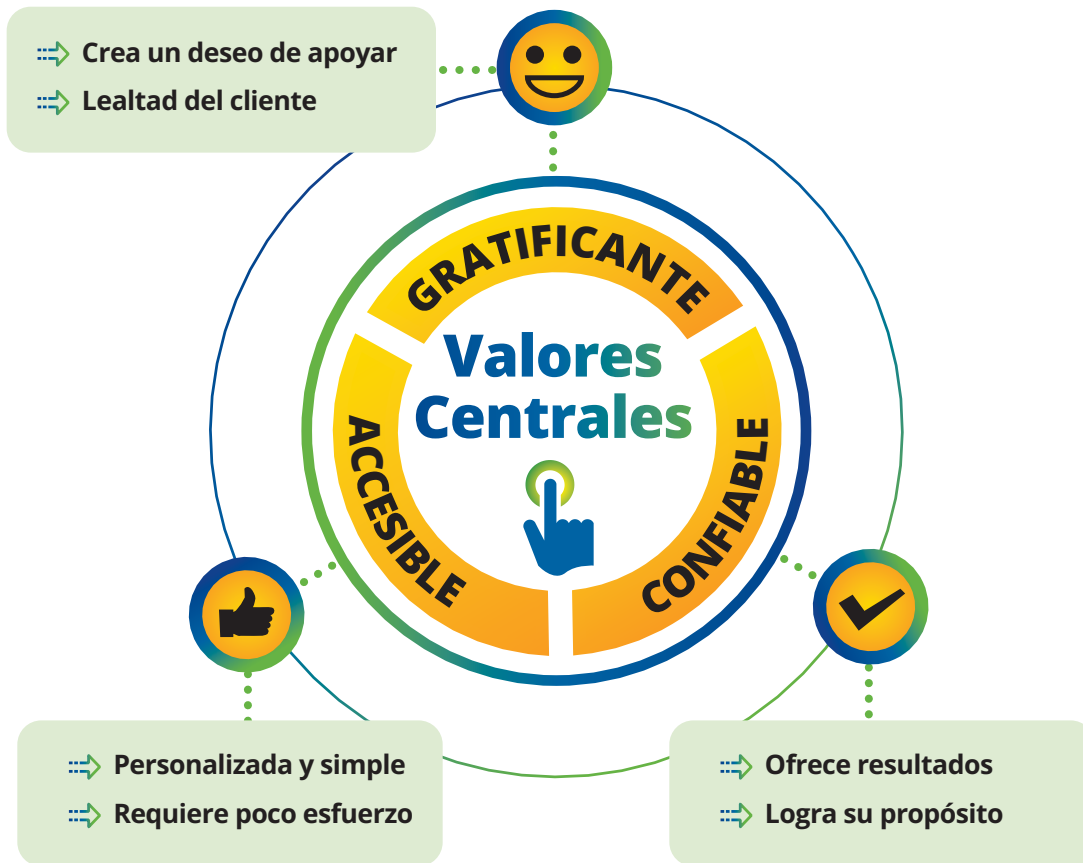 Crea un deseo de apoyar
Lealtad del cliente
GRATIFICANTE
Valores
Centrales
ACCESIBLE
CONFIABLE
Personalizada y simple
Requiere poco esfuerzo
Ofrece resultados
Logra su propósito